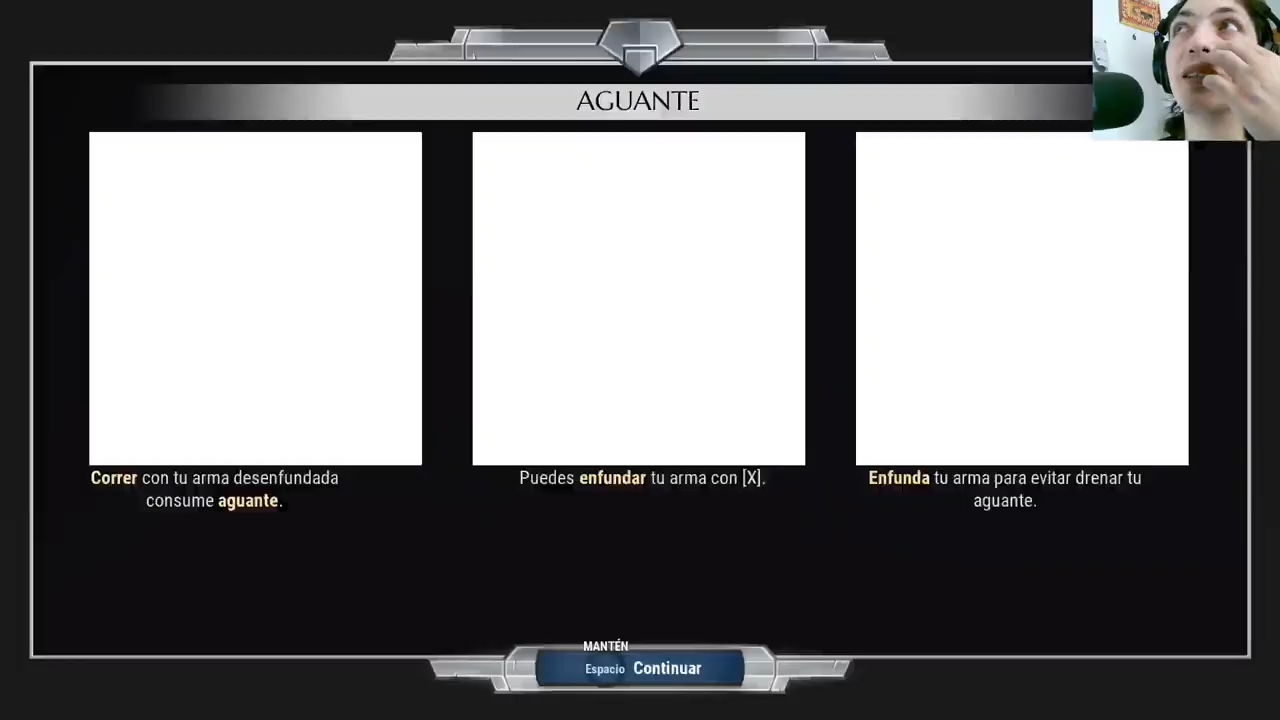 AGUANTE
Correr con tu arma desenfundada
consume aguante.
Puedes enfundar tu arma con [X].
Enfunda tu arma para evitar drenar tu
aguante.
MANTÉN
Espacio Continuar